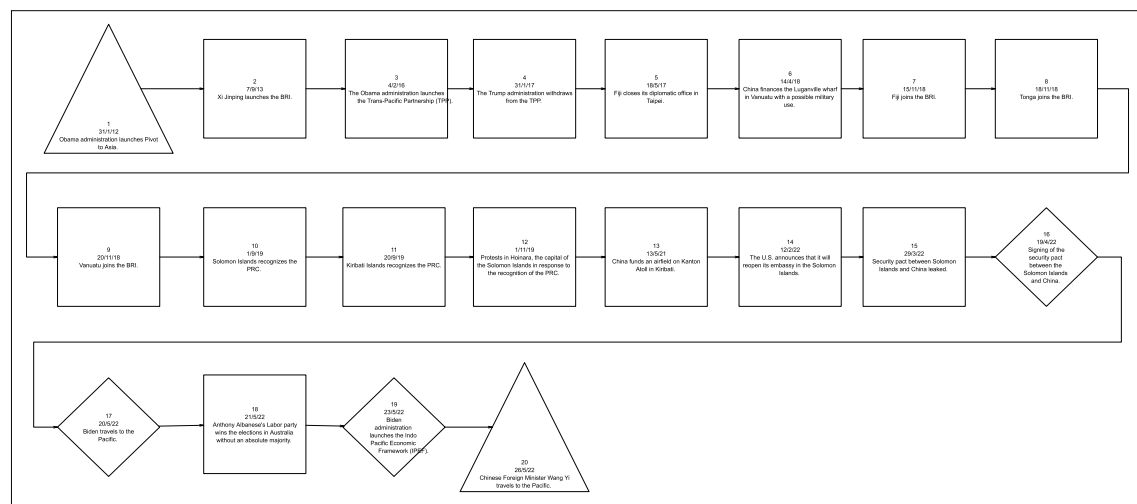 1
31/1/12
Obama administration launches Pivot
to Asia.
2
7/9/13
Xi Jinping launches the BRI.
3
4/2/16
The Obama administration launches
the Trans-Pacific Partnership (TPP).
4
31/1/17
The Trump administration withdraws
from the TPP.
5
18/5/17
Fiji closes its diplomatic office in
Taipei.
6
14/4/18
China finances the Luganville wharf
in Vanuatu with a possible military
use.
7
15/11/18
Fiji joins the BRI.
8
18/11/18
Tonga joins the BRI.
9
20/11/18
Vanuatu joins the BRI.
10
1/9/19
Solomon Islands recognizes the
PRC.
11
20/9/19
Kiribati Islands recognizes the PRC.
12
1/11/19
Protests in Hoinara, the capital of
the Solomon Islands in response to
the recognition of the PRC.
13
13/5/21
China funds an airfield on Kanton
Atoll in Kiribati.
14
12/2/22
The U.S. announces that it will
reopen its embassy in the Solomon
Islands.
15
29/3/22
Security pact between Solomon
Islands and China leaked.
16
19/4/22
Signing of the
security pact
between the
Solomon Islands
and China.
17
20/5/22
Biden travels to the
Pacific.
18
21/5/22
Anthony Albanese's Labor party
wins the elections in Australia
without an absolute majority.
19
23/5/22
Biden
administration
launches the Indo
Pacific Economic
Framework (IPEF).
20
26/5/22
Chinese Foreign Minister Wang Yi
travels to the Pacific.